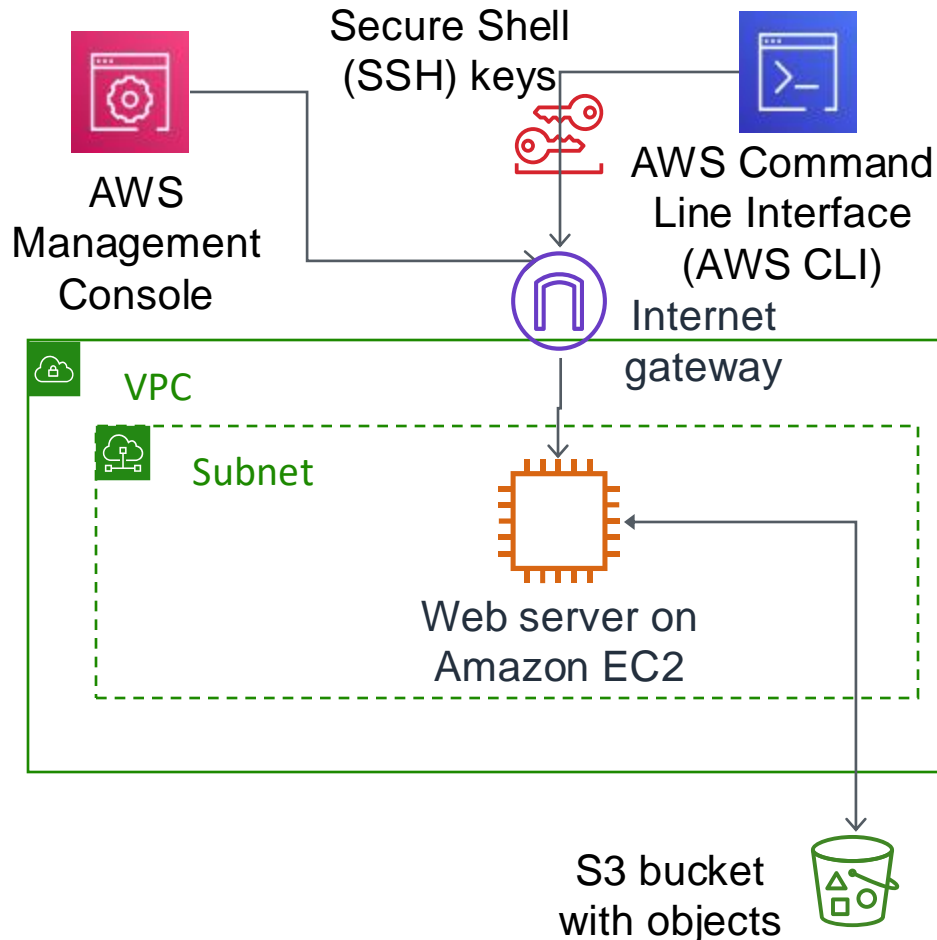 Secure Shell
(SSH) keys
AWS
Management
Console
AWS Command
Line Interface
(AWS CLI)
Internet
gateway
VPC
Subnet
Web server on
Amazon EC2
S3 bucket
with objects